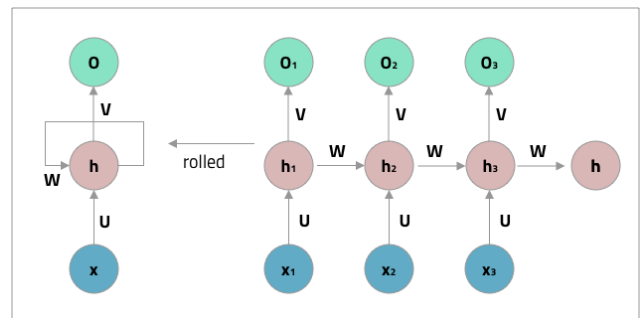 O O₁ O₂ O₃
V V V V
h h₁ W h₂ W h₃ W h
W
rolled
U U U U
x x₁ x₂ x₃